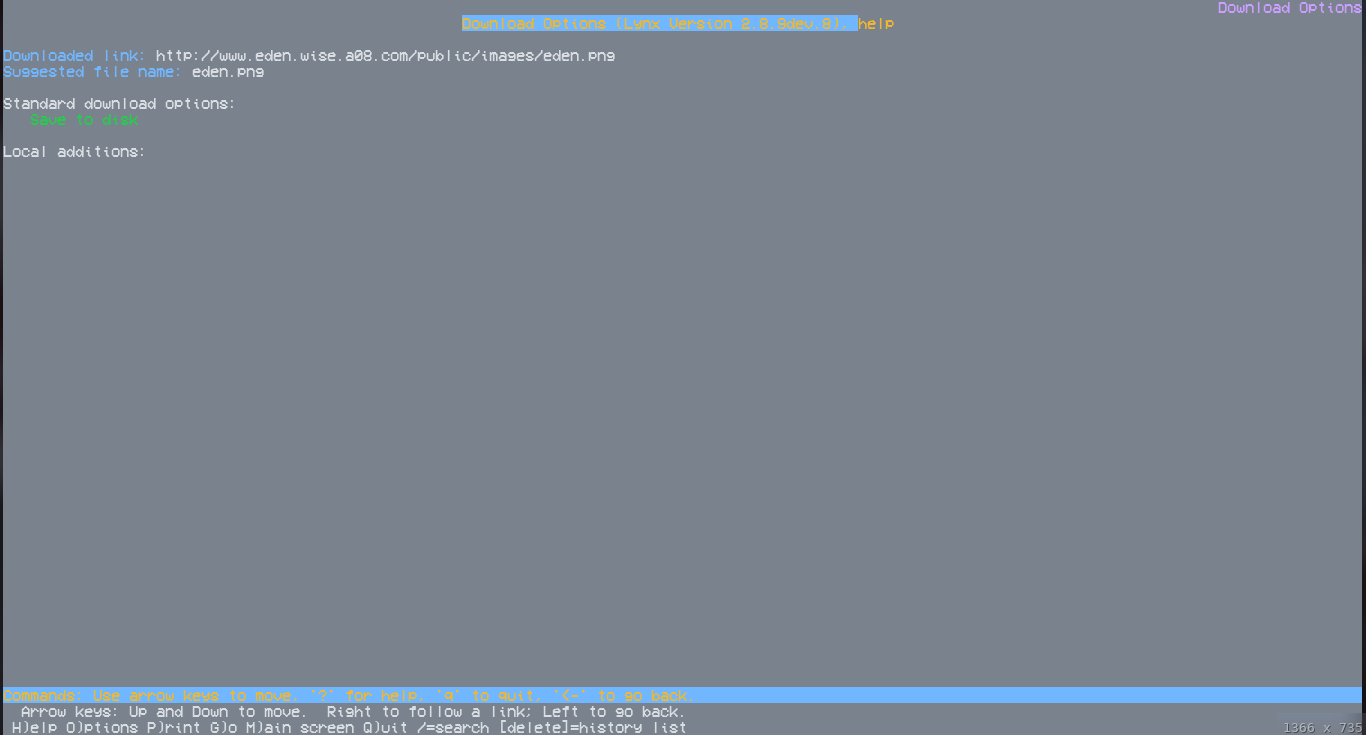 Download Options
Download Options (Lynx Version 2.8.9dev.8), help
Downloaded link: http://www.eden.wise.a08.com/public/images/eden.png
Suggested file name: eden.png
Standard download options:
Save to disk
Local additions:
Commands: Use arrow keys to move, '?' for help, 'q' to quit, '<-' to go back.
Arrow keys: Up and Down to move.  Right to follow a link; Left to go back.
H)elp O)ptions P)rint G)o M)ain screen Q)uit /=search [delete]=history list
1366 x 735